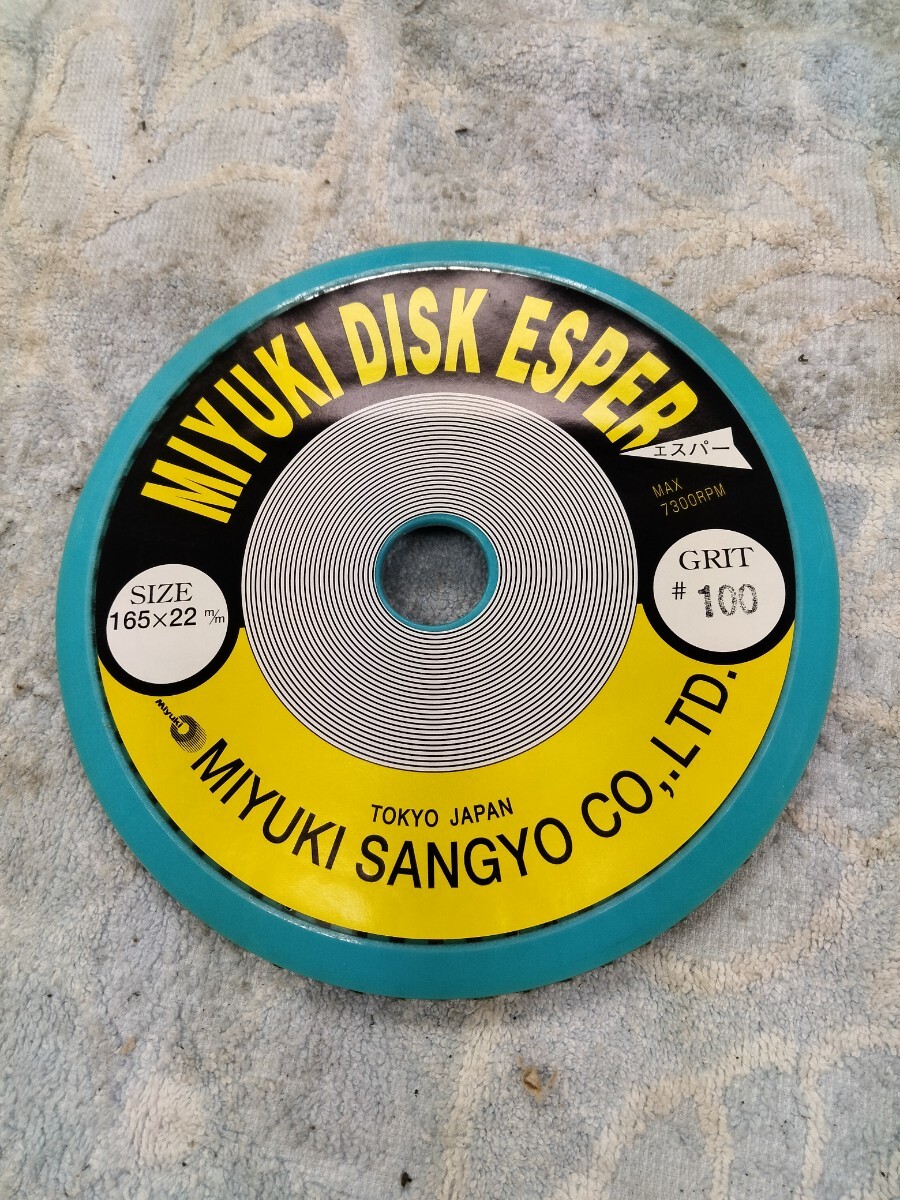 MIYUKI DISK ESPER
エスパー
MAX
7300RPM
SIZE
165×22 m/m
GRIT
# 100
Miyuki
TOKYO JAPAN
MIYUKI SANGYO CO,.LTD.